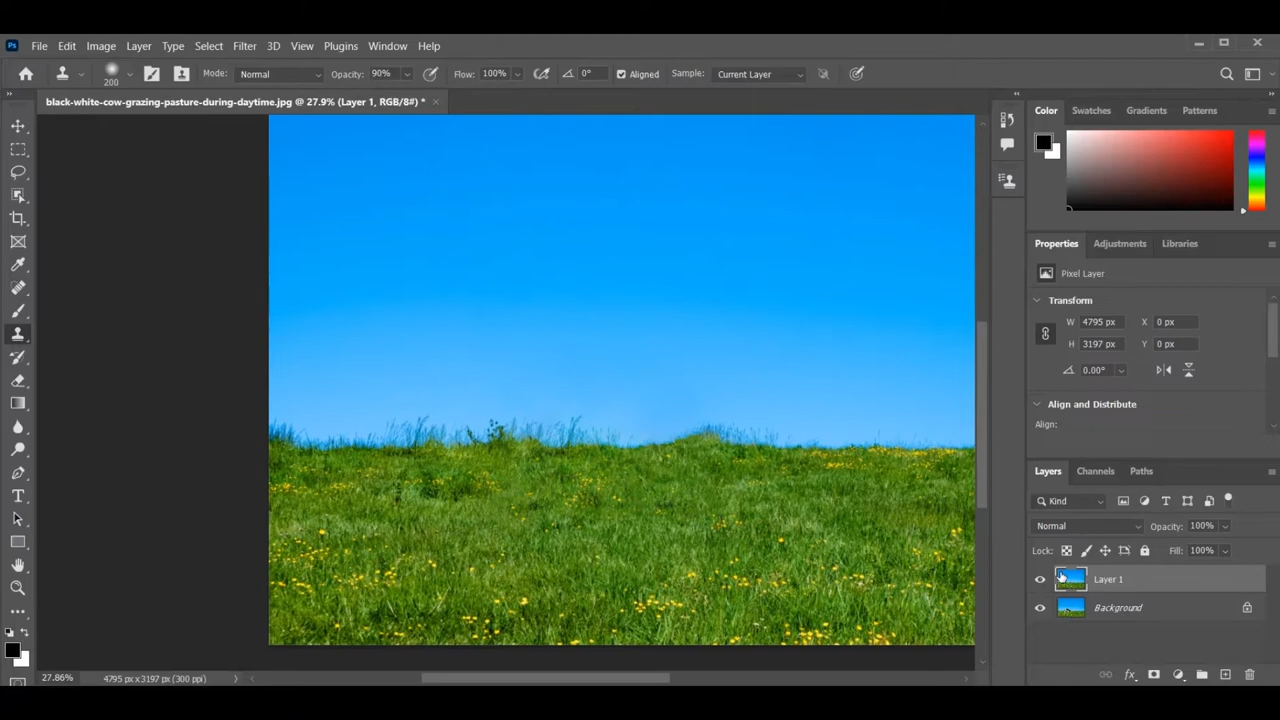 Ps File Edit Image Layer Type Select Filter 3D View Plugins Window Help
200 Mode: Normal Opacity: 90% Flow: 100% 0° Aligned Sample: Current Layer
black-white-cow-grazing-pasture-during-daytime.jpg @ 27.9% (Layer 1, RGB/8#) *
Color Swatches Gradients Patterns
Properties Adjustments Libraries
Pixel Layer
Transform
W 4795 px X 0 px
H 3197 px Y 0 px
0.00°
Align and Distribute
Align:
Layers Channels Paths
Kind
Normal Opacity: 100%
Lock: Fill: 100%
Layer 1
Background
fx
27.86% 4795 px x 3197 px (300 ppi)